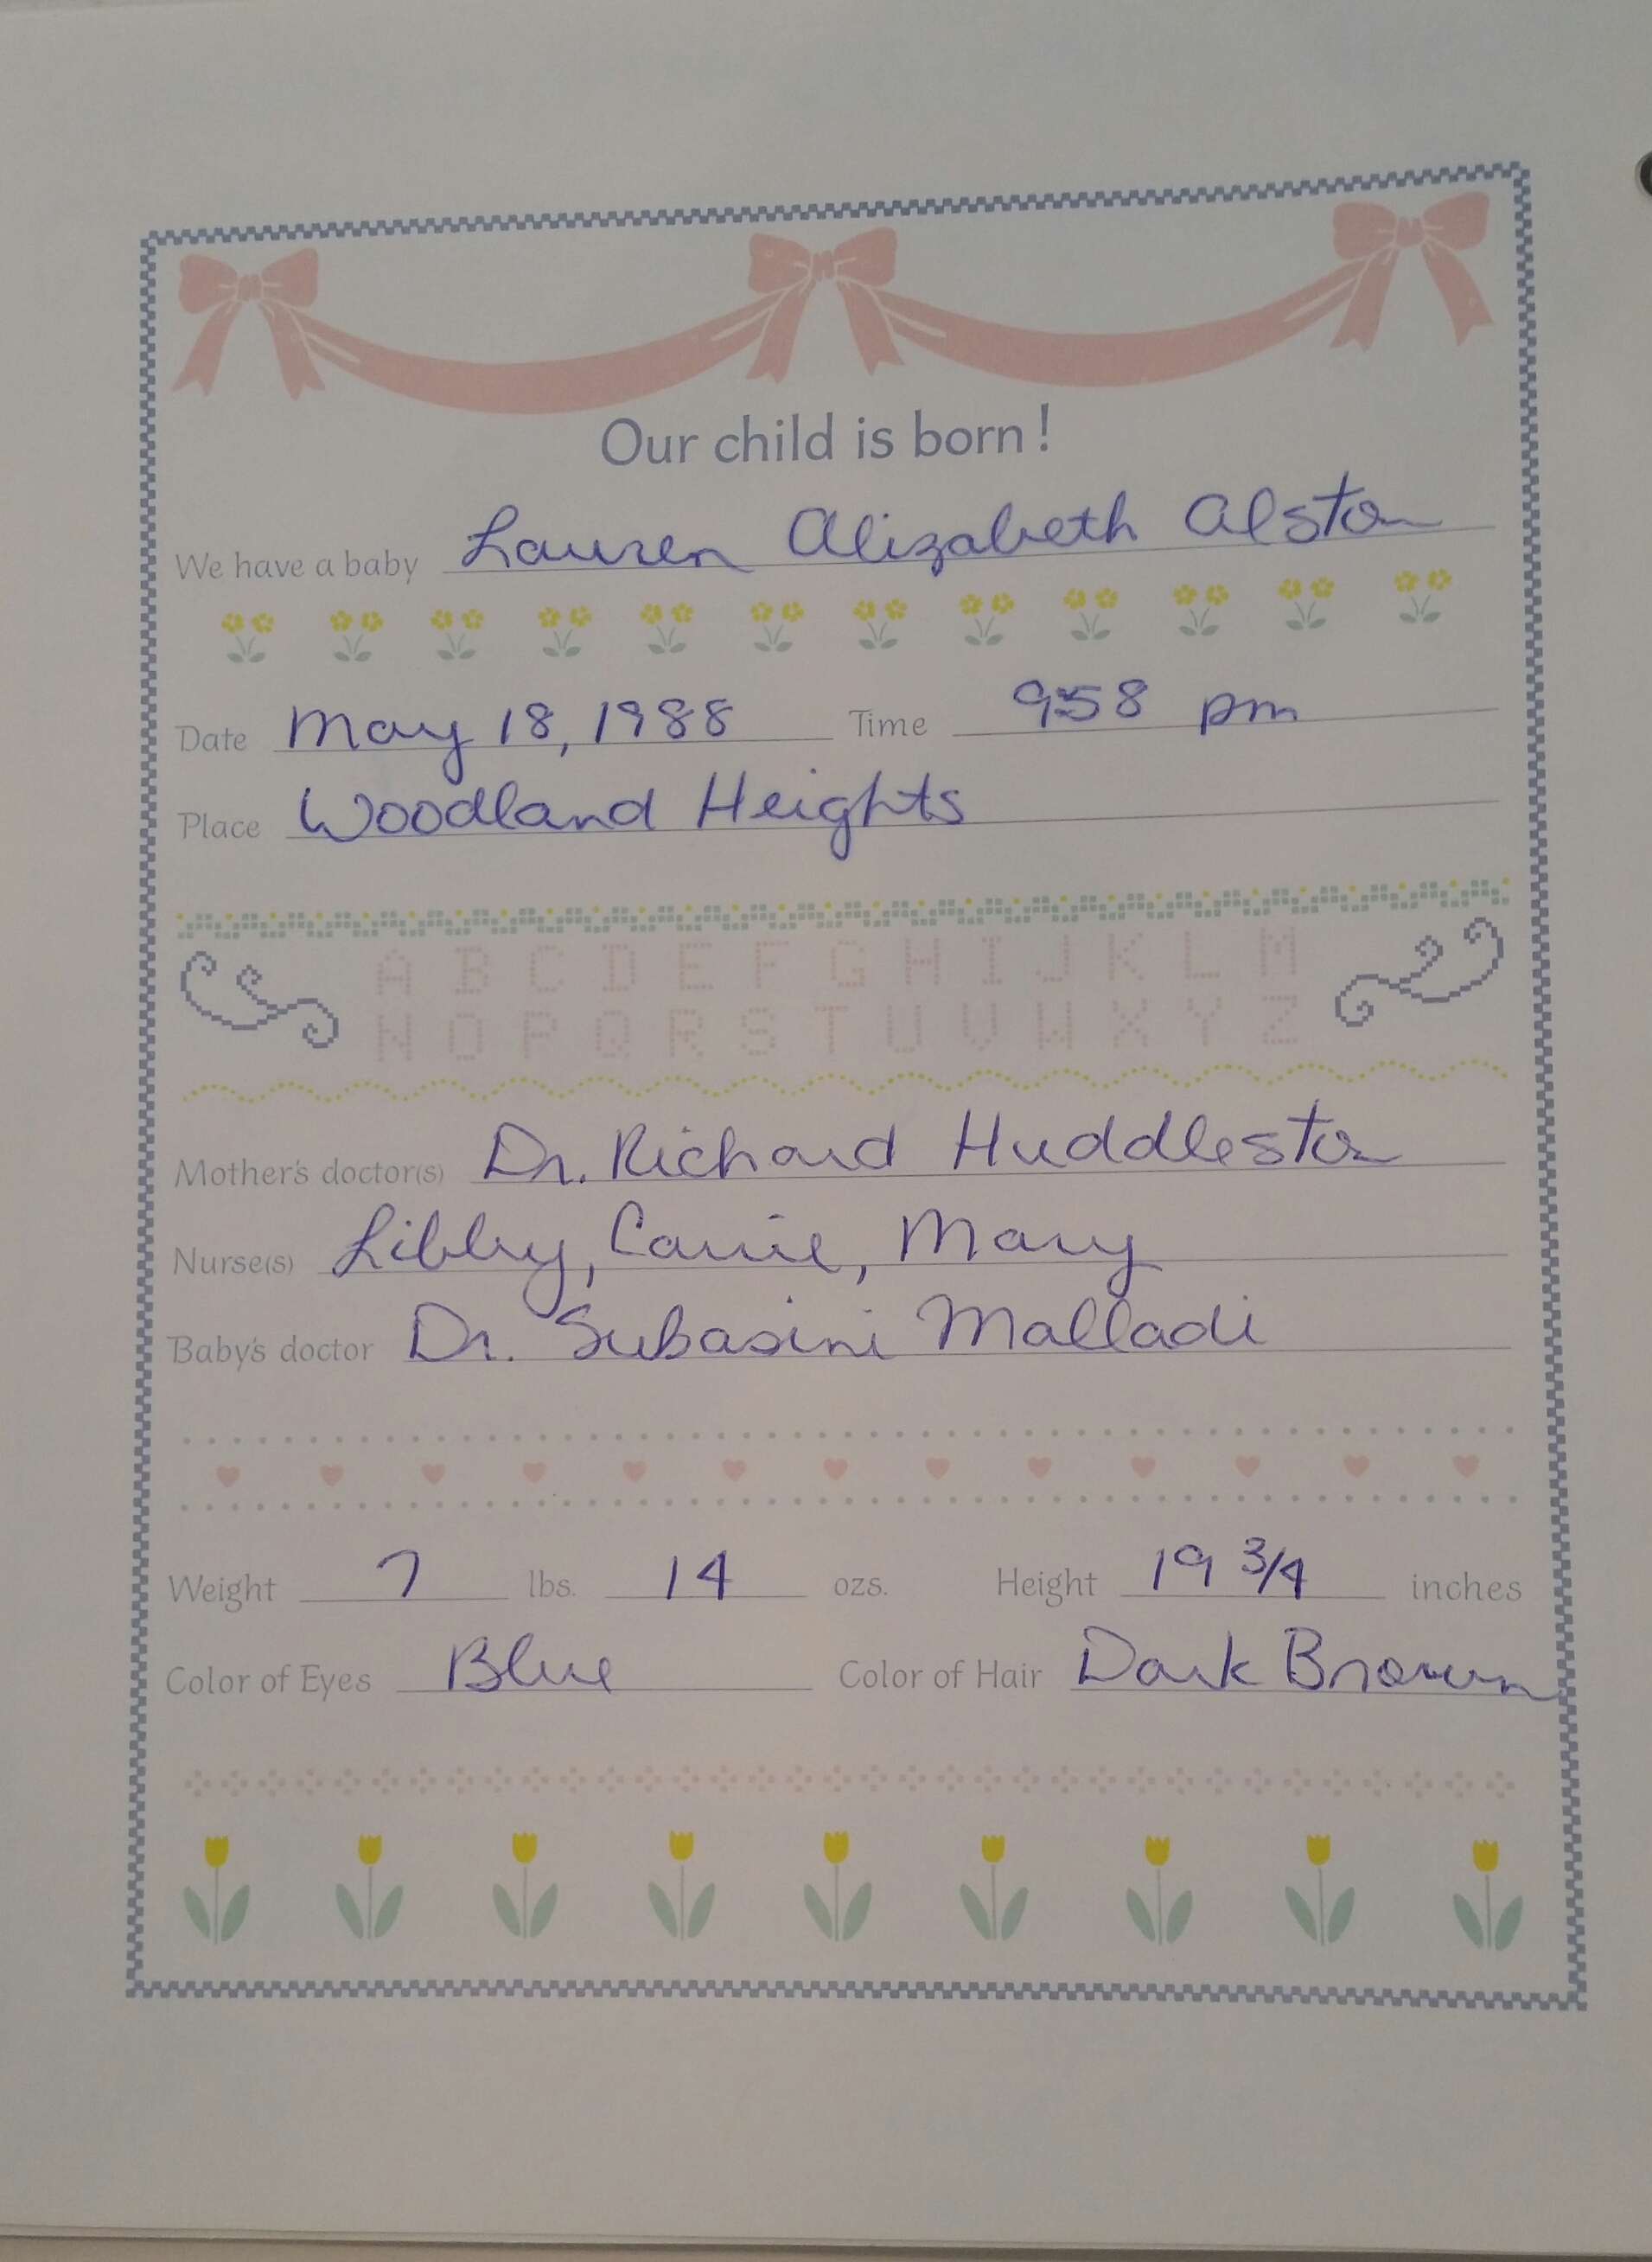 Our child is born!
We have a baby Lauren Alizabeth Alston
Date May 18, 1988 Time 9:58 pm
Place Woodland Heights
A B C D E F G H I J K L M
N O P Q R S T U V W X Y Z
Mother's doctor(s) Dr. Richard Huddleston
Nurse(s) Libby, Carrie, Mary
Baby's doctor Dr. Subasini Malladi
Weight 7 lbs. 14 ozs. Height 19 3/4 inches
Color of Eyes Blue Color of Hair Dark Brown